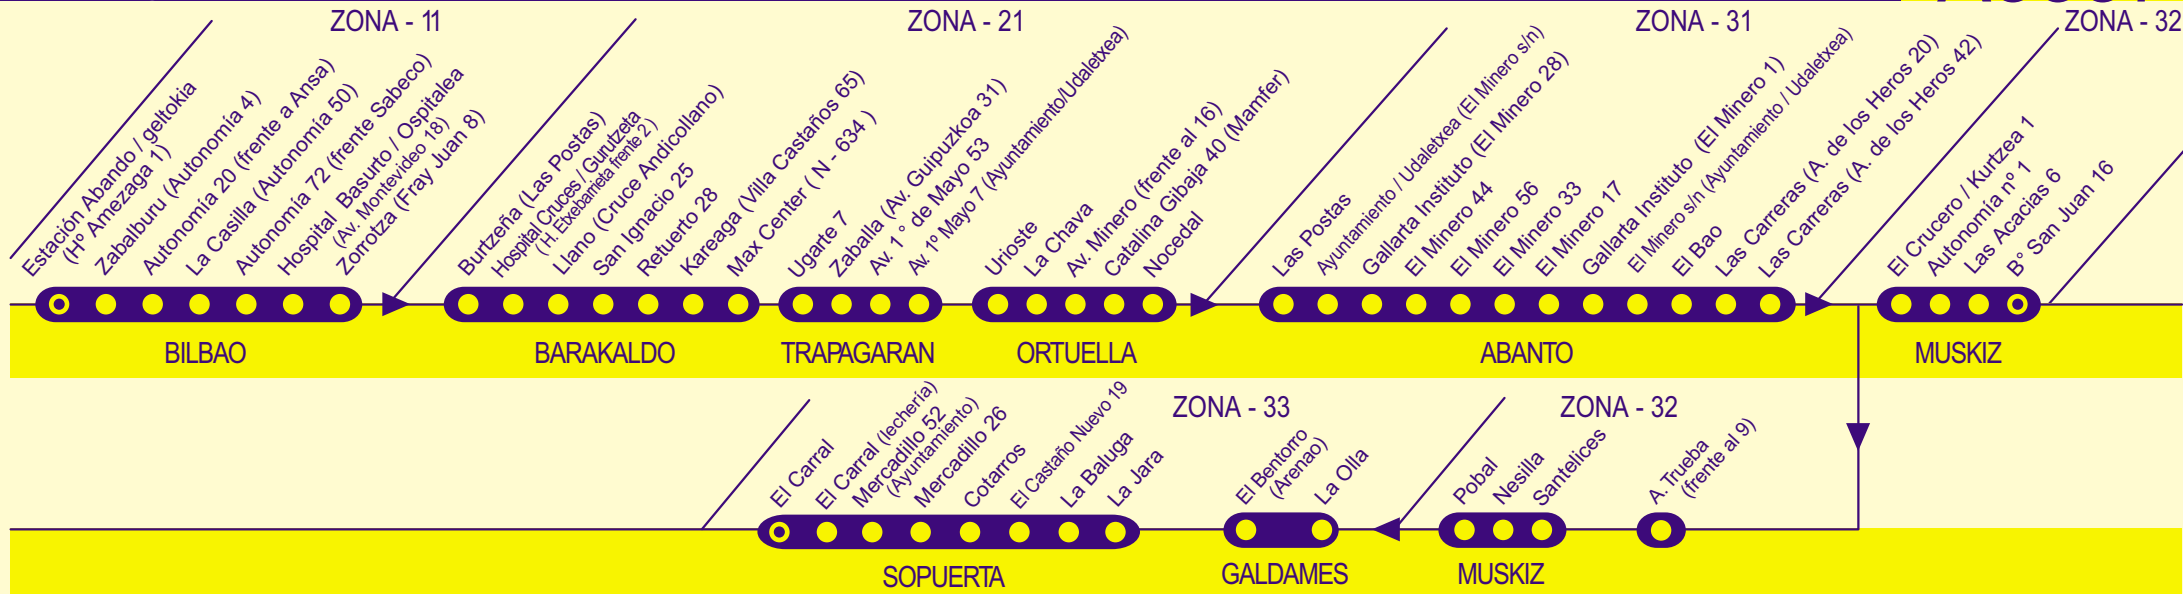 ZONA - 11
ZONA - 21
ZONA - 31
ZONA - 32
Estación Abando / geltokia
(Hº Amezaga 1)
Zabalburu (Autonomía 4)
Autonomía 20 (frente a Ansa)
La Casilla (Autonomía 50)
Autonomía 72 (frente Sabeco)
Hospital Basurto / Ospitalea
(Av. Montevideo 18)
Zorrotza (Fray Juan 8)
Burtzeña (Las Postas)
Hospital Cruces / Gurutzeta
(H. Etxebarrieta frente 2)
Llano (Cruce Andicollano)
San Ignacio 25
Retuerto 28
Kareaga (Villa Castaños 65)
Max Center ( N - 634 )
Ugarte 7
Zaballa (Av. Guipuzkoa 31)
Av. 1° de Mayo 53
Av. 1º Mayo 7 (Ayuntamiento/Udaletxea)
Urioste
La Chava
Av. Minero (frente al 16)
Catalina Gibaja 40 (Mamfer)
Nocedal
Las Postas
Ayuntamiento / Udaletxea (El Minero s/n)
Gallarta Instituto (El Minero 28)
El Minero 44
El Minero 56
El Minero 33
El Minero 17
Gallarta Instituto (El Minero 1)
El Minero s/n (Ayuntamiento / Udaletxea)
El Bao
Las Carreras (A. de los Heros 20)
Las Carreras (A. de los Heros 42)
El Crucero / Kurtzea 1
Autonomía nº 1
Las Acacias 6
B° San Juan 16
BILBAO
BARAKALDO
TRAPAGARAN
ORTUELLA
ABANTO
MUSKIZ
ZONA - 33
ZONA - 32
El Carral
El Carral (lechería)
Mercadillo 52
(Ayuntamiento)
Mercadillo 26
Cotarros
El Castaño Nuevo 19
La Baluga
La Jara
El Bentorro
(Arenao)
La Olla
Pobal
Nesilla
Santelices
A. Trueba
(frente al 9)
SOPUERTA
GALDAMES
MUSKIZ